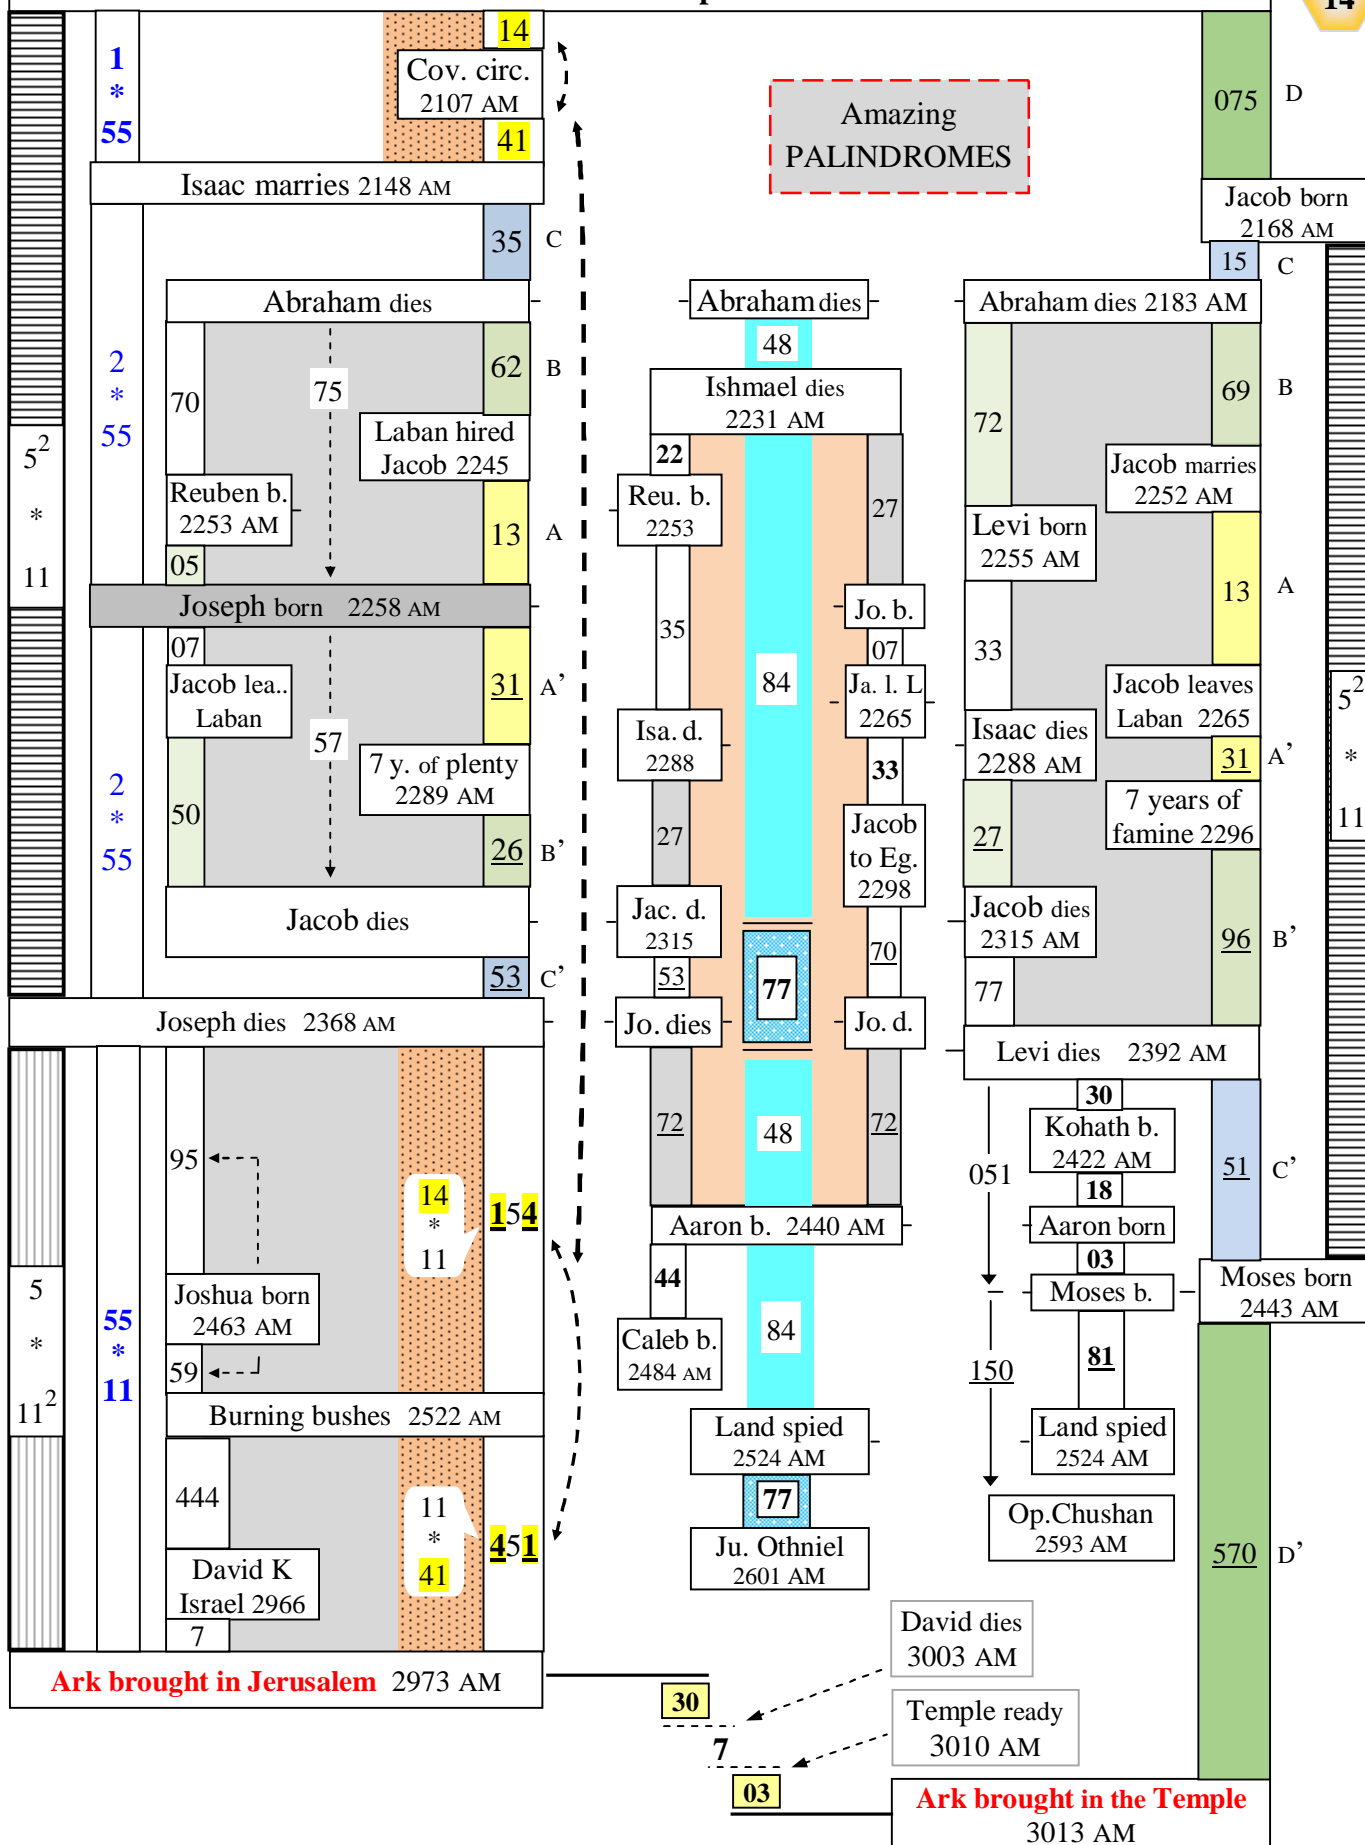 14
1
*
55
14
Cov. circ.
2107 AM
41
Isaac marries 2148 AM
Amazing
PALINDROMES
075
D
Jacob born
2168 AM
35
C
15
C
Abraham dies
Abraham dies
Abraham dies 2183 AM
2
*
55
70
75
62
B
Laban hired
Jacob 2245
Reuben b.
2253 AM
05
13
A
5²
*
11
Joseph born 2258 AM
07
Jacob lea..
Laban
50
57
31
A’
7 y. of plenty
2289 AM
26
B’
2
*
55
Jacob dies
53
C’
Joseph dies 2368 AM
95
Joshua born
2463 AM
59
14
*
11
154
Burning bushes 2522 AM
5
*
11²
55
*
11
444
David K
Israel 2966
7
11
*
41
451
Ark brought in Jerusalem 2973 AM
48
Ishmael dies
2231 AM
22
Reu. b.
2253
35
Isa. d.
2288
27
Jac. d.
2315
53
Jo. dies
72
84
77
48
27
Jo. b.
07
Ja. l. L
2265
33
Jacob
to Eg.
2298
70
Jo. d.
72
Aaron b. 2440 AM
44
Caleb b.
2484 AM
84
Land spied
2524 AM
77
Ju. Othniel
2601 AM
72
69
B
Jacob marries
2252 AM
Levi born
2255 AM
13
A
33
Jacob leaves
Laban 2265
Isaac dies
2288 AM
31
A’
7 years of
famine 2296
27
Jacob dies
2315 AM
96
B’
77
Levi dies 2392 AM
5²
*
11
30
Kohath b.
2422 AM
051
18
Aaron born
03
Moses b.
51
C’
Moses born
2443 AM
150
81
Land spied
2524 AM
Op.Chushan
2593 AM
570
D’
David dies
3003 AM
30
Temple ready
3010 AM
7
03
Ark brought in the Temple
3013 AM